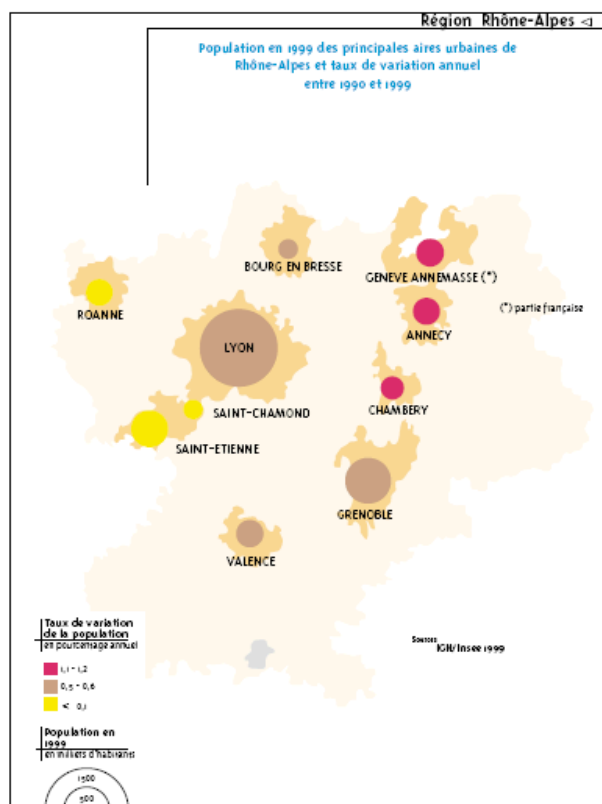 Région Rhône-Alpes
Population en 1999 des principales aires urbaines de
Rhône-Alpes et taux de variation annuel
entre 1990 et 1999
BOURG EN BRESSE
GENEVE ANNEMASSE (*)
ROANNE
(*) partie française
ANNECY
LYON
CHAMBERY
SAINT-CHAMOND
SAINT-ETIENNE
GRENOBLE
VALENCE
Taux de variation
de la population
en pourcentage annuel
1,1 - 1,2
0,5 - 0,6
< 0,1
Sources
IGN/Insee 1999
Population en
1999
en milliers d'habitants
1500
500